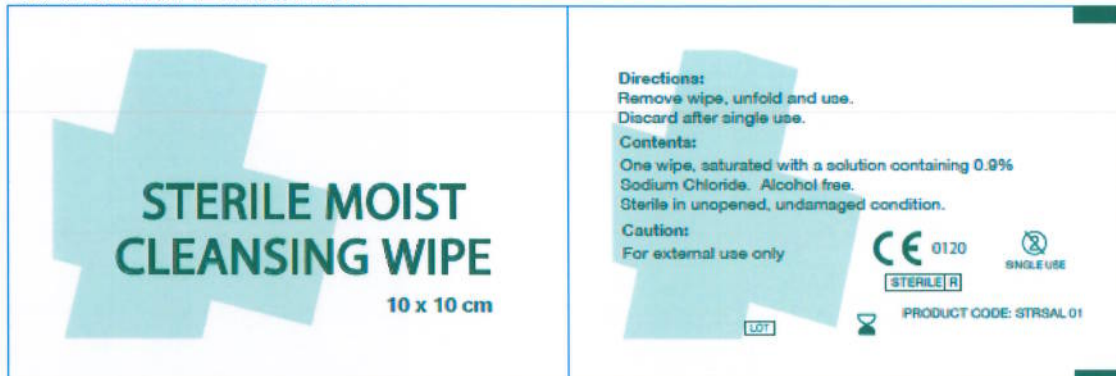 STERILE MOIST
CLEANSING WIPE
10 x 10 cm
Directions:
Remove wipe, unfold and use.
Discard after single use.
Contents:
One wipe, saturated with a solution containing 0.9%
Sodium Chloride. Alcohol free.
Sterile in unopened, undamaged condition.
Caution:
For external use only
CE 0120
2
SINGLE USE
STERILE R
LOT
PRODUCT CODE: STRSAL 01